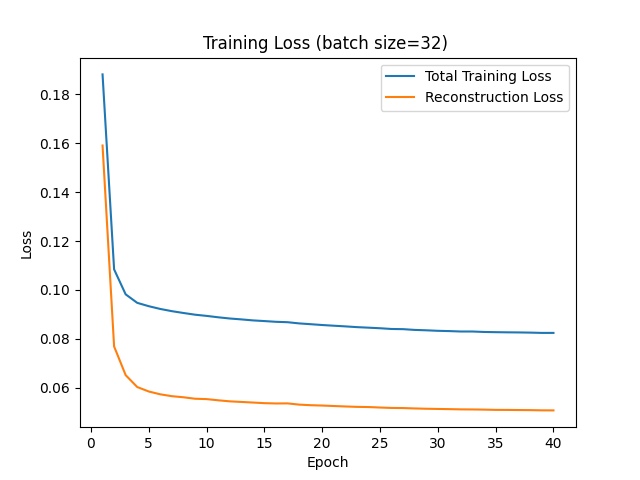 Training Loss (batch size=32)
Total Training Loss
Reconstruction Loss
0.18
0.16
0.14
0.12
0.10
0.08
0.06
Loss
0 5 10 15 20 25 30 35 40
Epoch